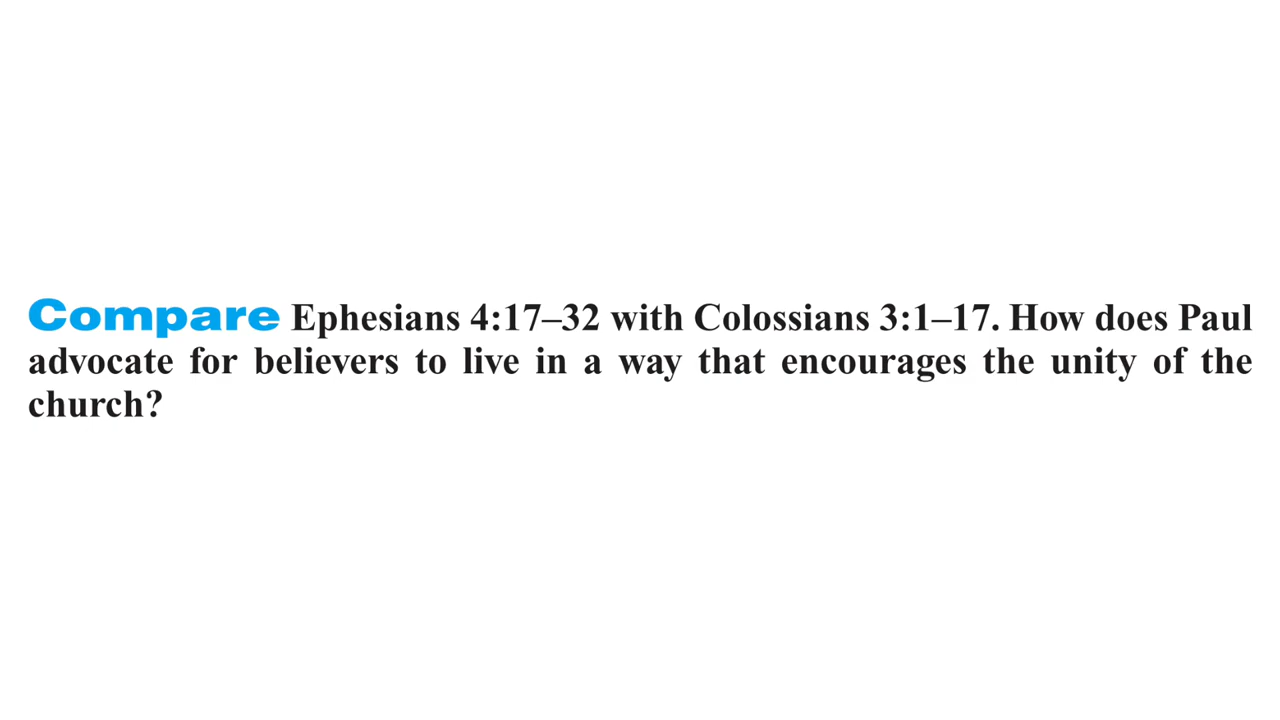 Compare Ephesians 4:17–32 with Colossians 3:1–17. How does Paul
advocate for believers to live in a way that encourages the unity of the
church?